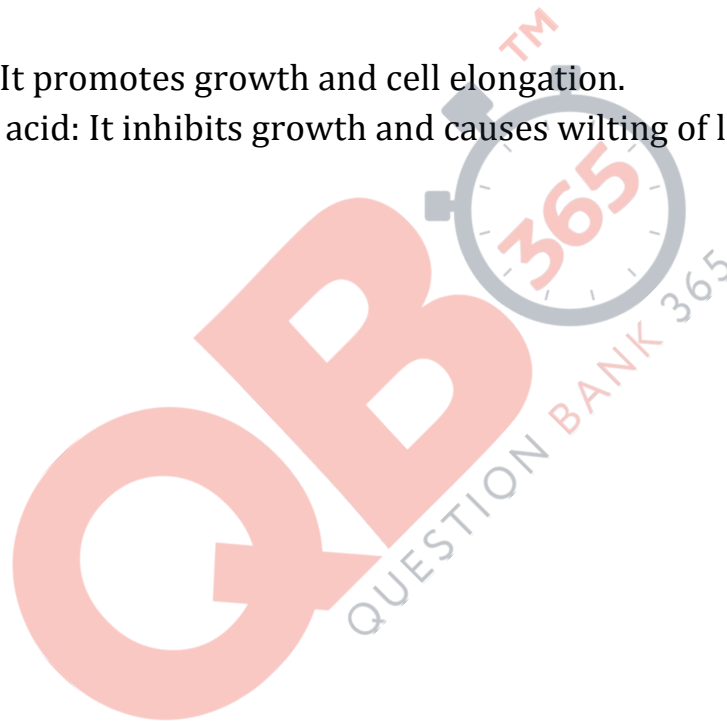 It promotes growth and cell elongation.
acid: It inhibits growth and causes wilting of l
TM
365
QB
QUESTION BANK 365